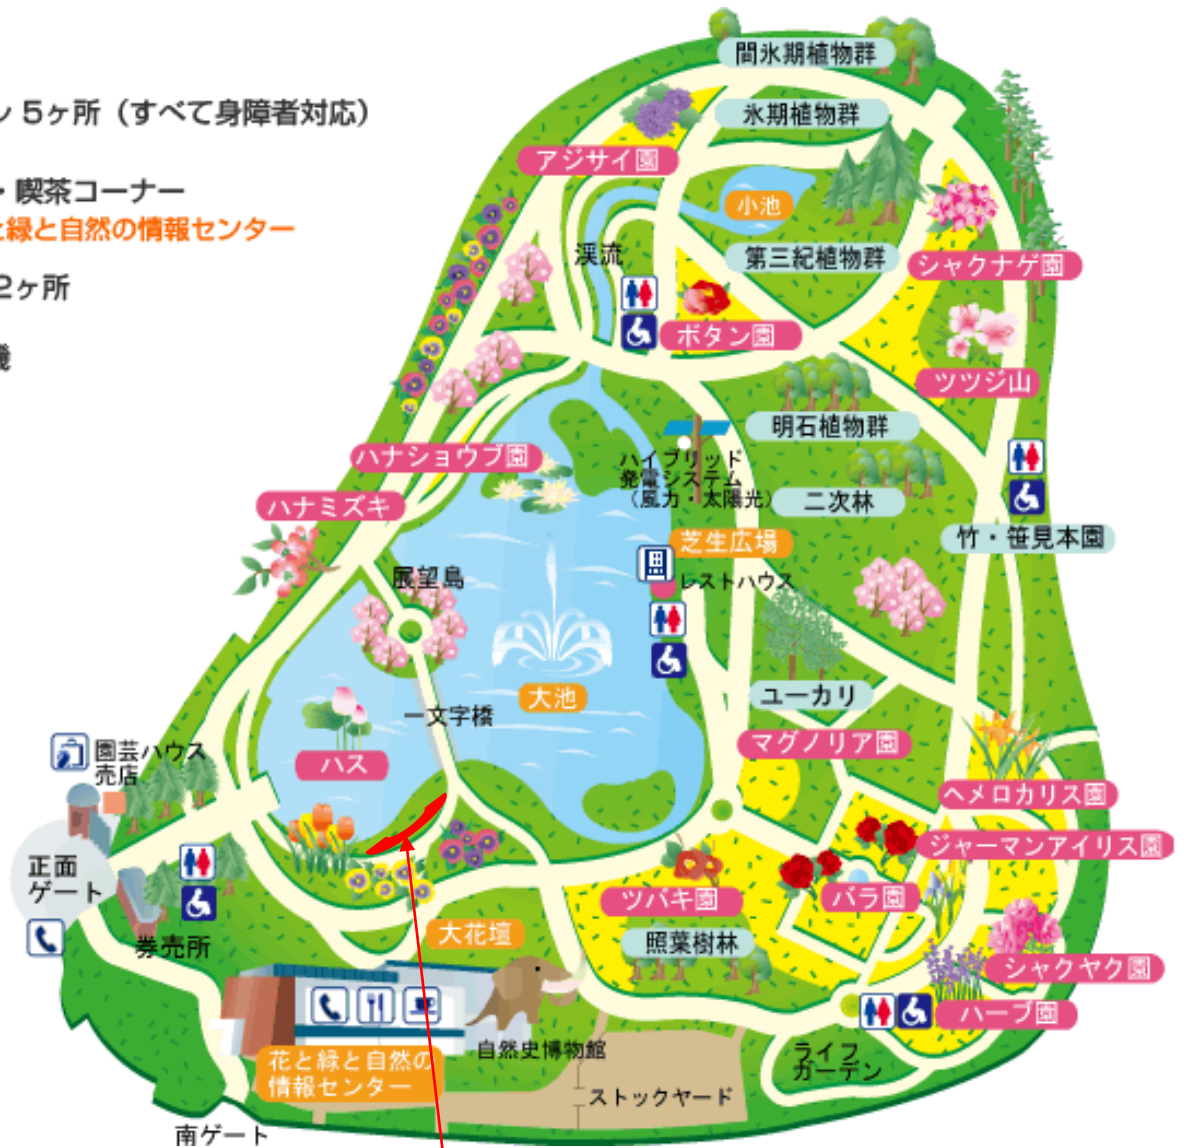 間氷期植物群
ン 5ヶ所（すべて身障者対応）
氷期植物群
アジサイ園
・喫茶コーナー
と緑と自然の情報センター
小池
渓流
第三紀植物群
シャクナゲ園
2ヶ所
ボタン園
機
ツツジ山
明石植物群
ハナショウブ園
ハイブリッド
発電システム
（風力・太陽光）
ハナミズキ
二次林
竹・笹見本園
芝生広場
展望島
レストハウス
大池
ユーカリ
一文字橋
マグノリア園
園芸ハウス
売店
ハス
ヘメロカリス園
ジャーマンアイリス園
正面
ゲート
ツバキ園
バラ園
大花壇
照葉樹林
券売所
シャクヤク園
ハーブ園
自然史博物館
花と緑と自然の
情報センター
ライフ
ガーデン
ストックヤード
南ゲート